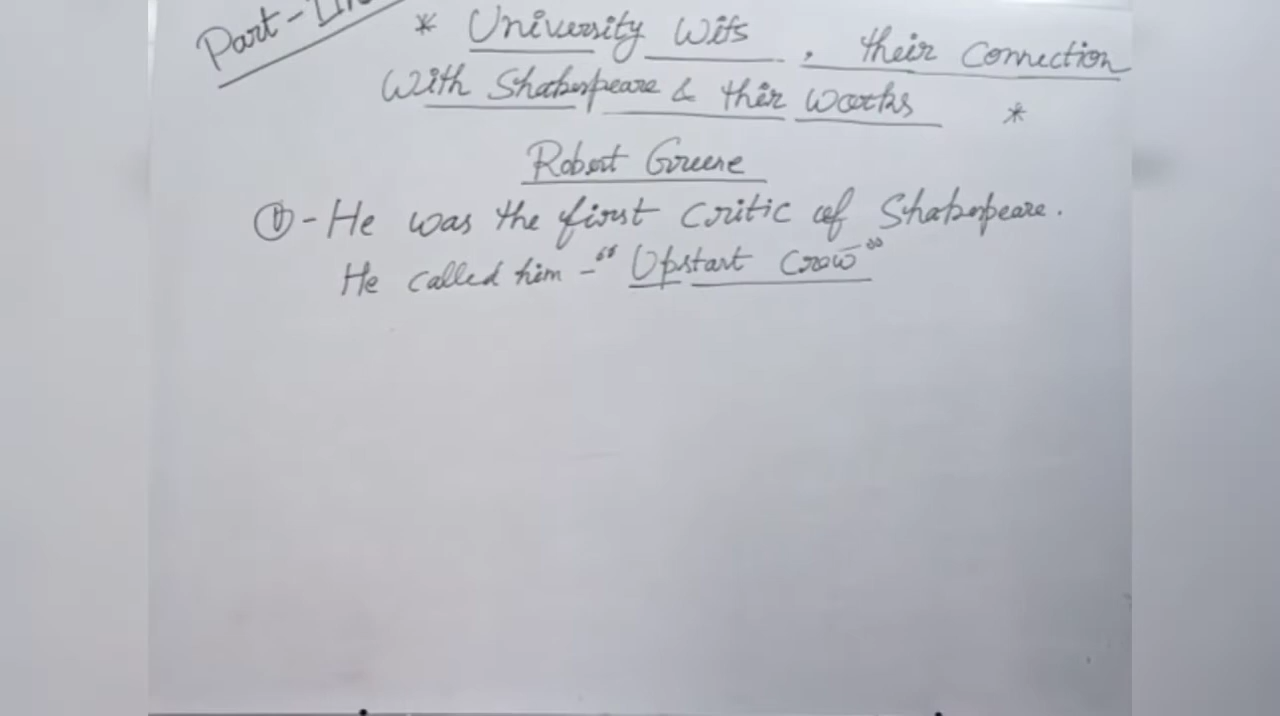 Part-
* University Wits, their Connection
With Shakespeare & their Works *
Robert Greene
① - He was the first critic of Shakespeare.
He called him - "Upstart Crow"